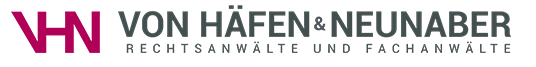 VHN VON HÄFEN & NEUNABER
RECHTSANWÄLTE UND FACHANWÄLTE